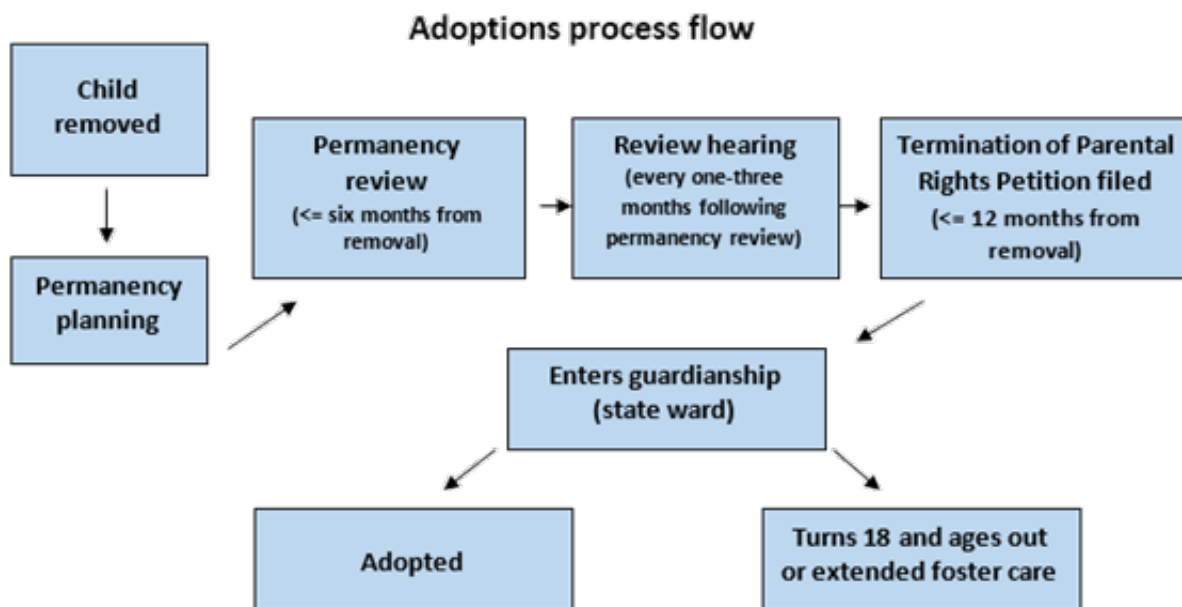 Adoptions process flow
Child
removed
Permanency
planning
Permanency
review
(<= six months from
removal)
Review hearing
(every one-three
months following
permanency review)
Termination of Parental
Rights Petition filed
(<= 12 months from
removal)
Enters guardianship
(state ward)
Adopted
Turns 18 and ages out
or extended foster care